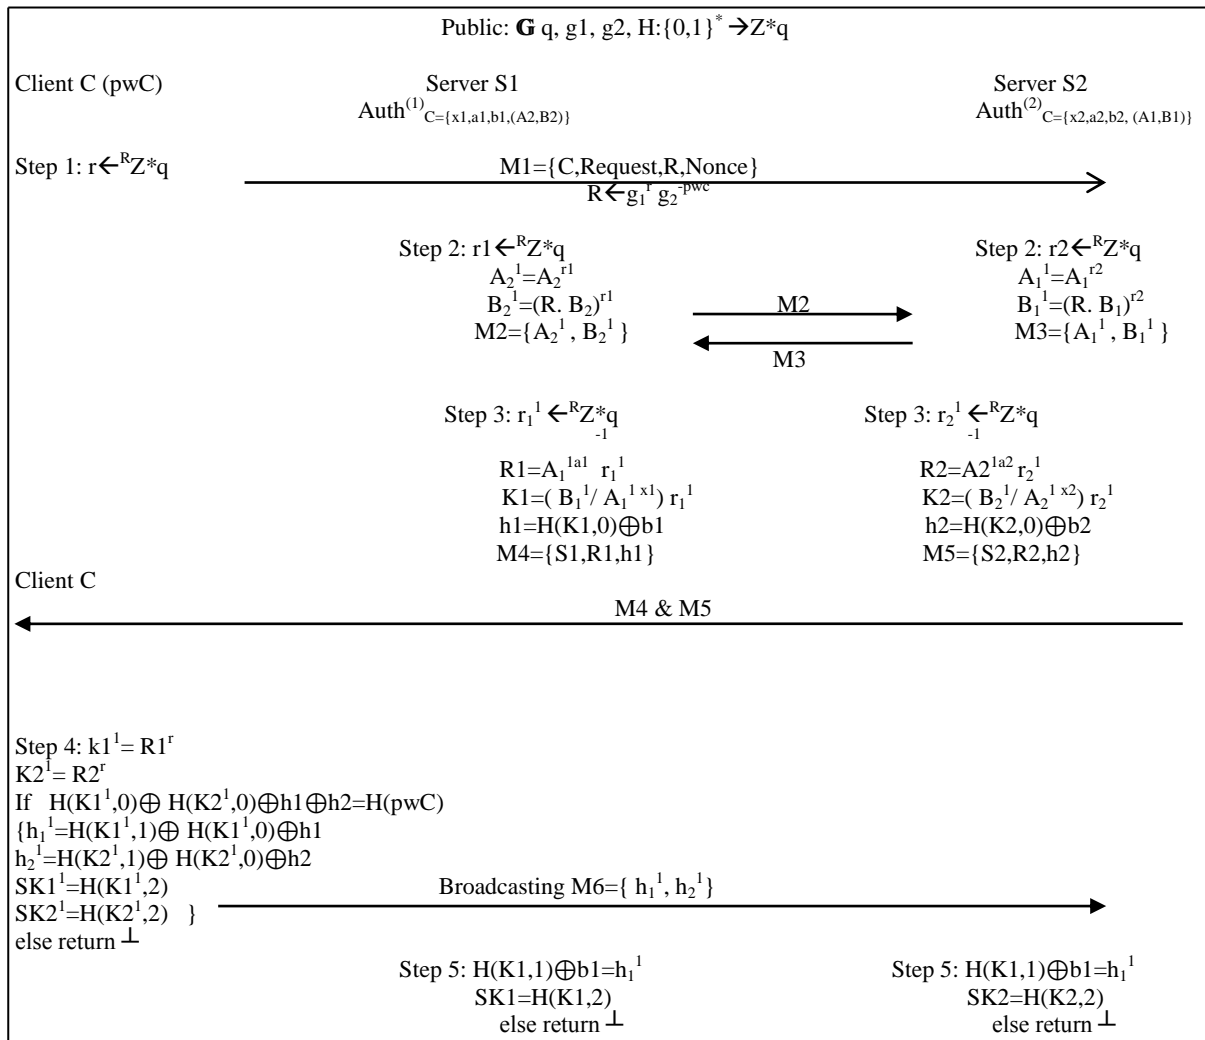 Public: G q, g1, g2, H:{0,1}* →Z*q
Client C (pwC) Server S1 Server S2
Auth⁽¹⁾C={x1,a1,b1,(A2,B2)} Auth⁽²⁾C={x2,a2,b2, (A1,B1)}
Step 1: r←ᴿZ*q M1={C,Request,R,Nonce}
R←g₁ʳ g₂⁻ᵖʷᶜ
Step 2: r1←ᴿZ*q Step 2: r2←ᴿZ*q
A₂¹=A₂ʳ¹ A₁¹=A₁ʳ²
B₂¹=(R. B₂)ʳ¹ M2 B₁¹=(R. B₁)ʳ²
M2={A₂¹ , B₂¹ } M3={A₁¹ , B₁¹ }
M3
Step 3: r₁¹ ←ᴿZ*q Step 3: r₂¹ ←ᴿZ*q
-1 -1
R1=A₁¹ᵃ¹ r₁¹ R2=A2¹ᵃ² r₂¹
K1=( B₁¹/ A₁¹ ˣ¹) r₁¹ K2=( B₂¹/ A₂¹ ˣ²) r₂¹
h1=H(K1,0)⊕b1 h2=H(K2,0)⊕b2
M4={S1,R1,h1} M5={S2,R2,h2}
Client C
M4 & M5
Step 4: k1¹= R1ʳ
K2¹= R2ʳ
If H(K1¹,0)⊕ H(K2¹,0)⊕h1⊕h2=H(pwC)
{h₁¹=H(K1¹,1)⊕ H(K1¹,0)⊕h1
h₂¹=H(K2¹,1)⊕ H(K2¹,0)⊕h2
SK1¹=H(K1¹,2) Broadcasting M6={ h₁¹, h₂¹}
SK2¹=H(K2¹,2) }
else return ⊥
Step 5: H(K1,1)⊕b1=h₁¹ Step 5: H(K1,1)⊕b1=h₁¹
SK1=H(K1,2) SK2=H(K2,2)
else return ⊥ else return ⊥